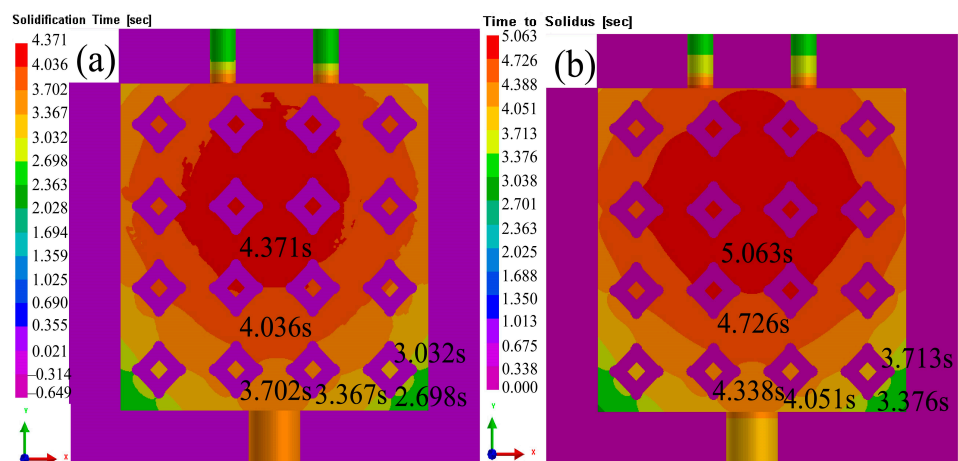 Solidification Time [sec]
4.371
4.036
3.702
3.367
3.032
2.698
2.363
2.028
1.694
1.359
1.025
0.690
0.355
0.021
-0.314
-0.649
(a)
4.371s
4.036s
3.032s
3.702s
3.367s
2.698s
Y
X
Time to Solidus [sec]
5.063
4.726
4.388
4.051
3.713
3.376
3.038
2.701
2.363
2.025
1.688
1.350
1.013
0.675
0.338
0.000
(b)
5.063s
4.726s
3.713s
4.338s
4.051s
3.376s
Y
X